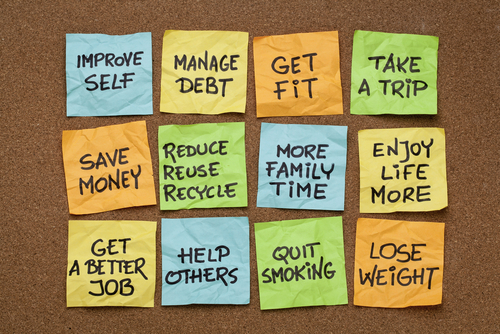 IMPROVE
SELF
MANAGE
DEBT
GET
FiT
TAKE
A TRiP
SAVE
MONEY
REDUCE
REUSE
RECYCLE
MORE
FAMILY
TIME
ENJOY
LiFE
MORE
GET
A BETTER
JOB
HELP
OTHERS
QUiT
SMOKiNG
LOSE
WEiGHT